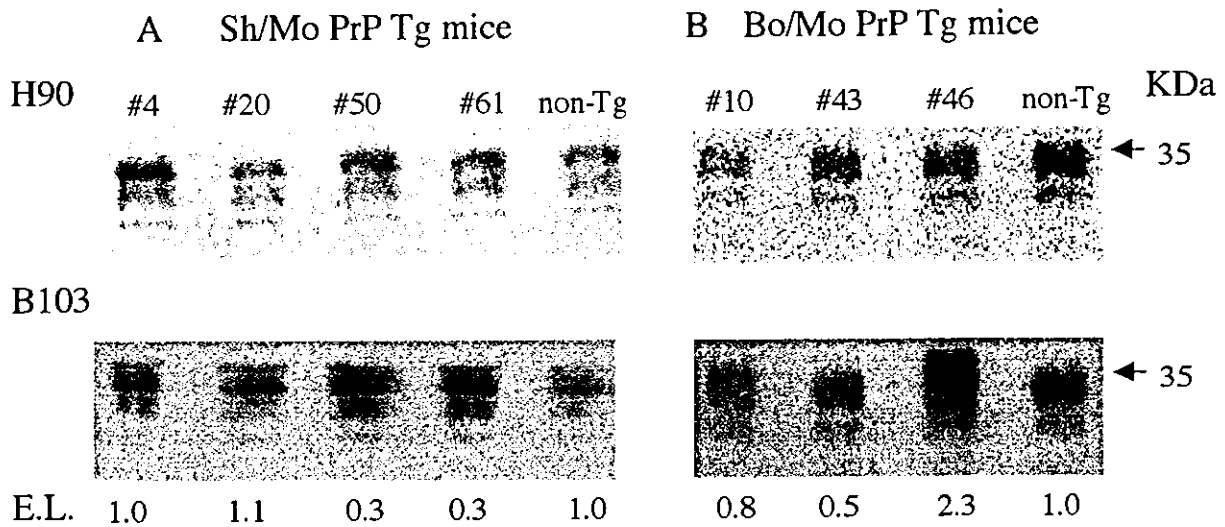 A Sh/Mo PrP Tg mice
B Bo/Mo PrP Tg mice
H90
#4 #20 #50 #61 non-Tg
#10 #43 #46 non-Tg
KDa
35
B103
35
E.L. 1.0 1.1 0.3 0.3 1.0
0.8 0.5 2.3 1.0